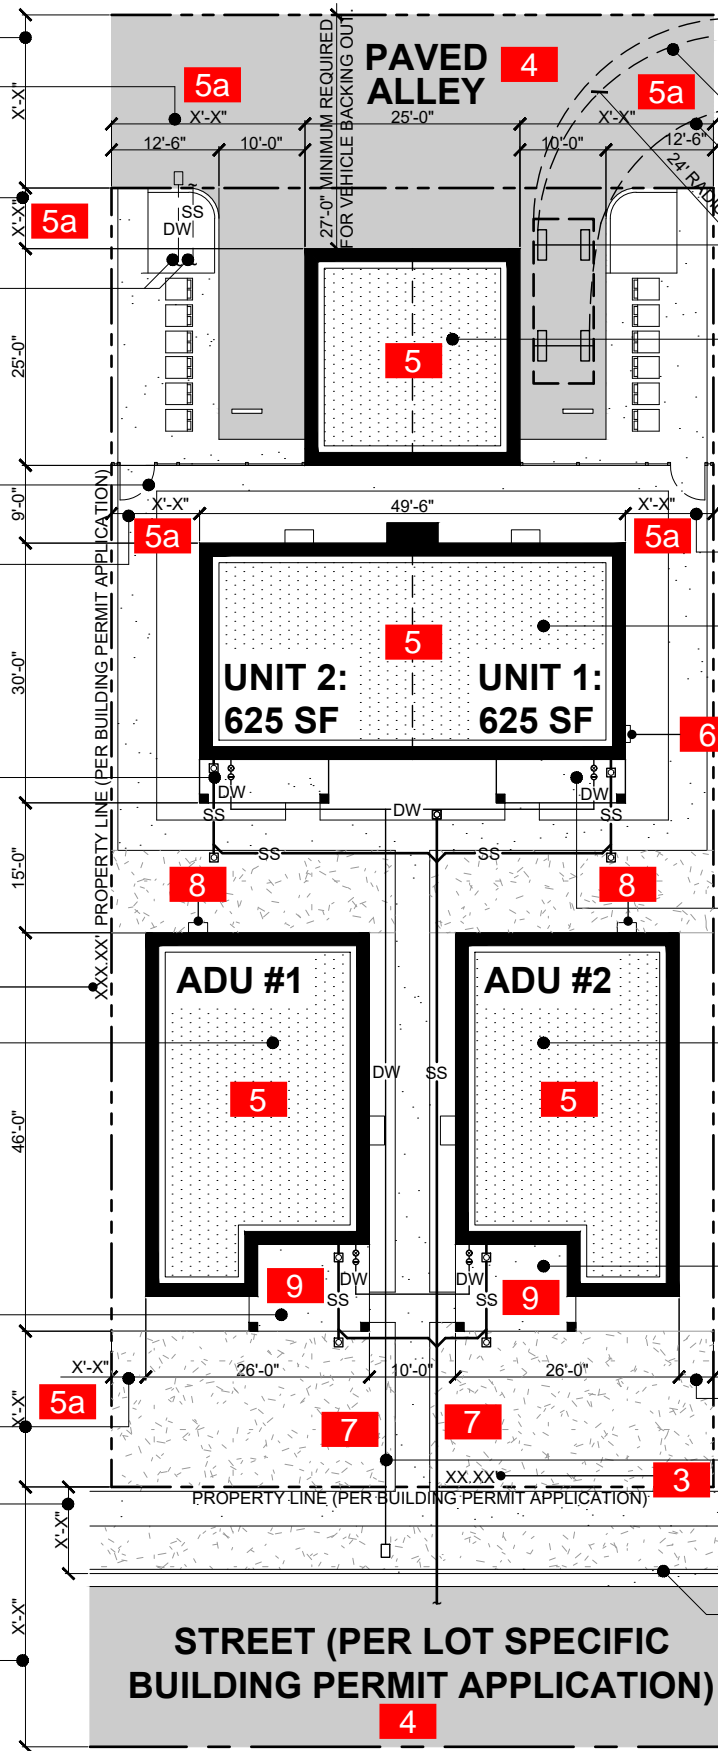 PAVED
ALLEY
4
5a
5a
X'-X"
X'-X"
25'-0"
X'-X"
12'-6"
10'-0"
10'-0"
12'-6"
27'-0" MINIMUM REQUIRED
FOR VEHICLE BACKING OUT.
X'-X"
5a
SS
DW
25'-0"
5
9'-0"
X'-X"
49'-6"
X'-X"
5a
5a
XXX.XX' PROPERTY LINE (PER BUILDING PERMIT APPLICATION)
30'-0"
5
UNIT 2:
625 SF
UNIT 1:
625 SF
6
DW
DW
DW
SS
SS
SS
SS
15'-0"
8
8
ADU #1
ADU #2
DW
SS
5
5
46'-0"
9
9
DW
DW
SS
SS
X'-X"
26'-0"
10'-0"
26'-0"
5a
X'-X"
7
7
XX.XX'
3
PROPERTY LINE (PER BUILDING PERMIT APPLICATION)
X'-X"
X'-X"
STREET (PER LOT SPECIFIC
BUILDING PERMIT APPLICATION)
4